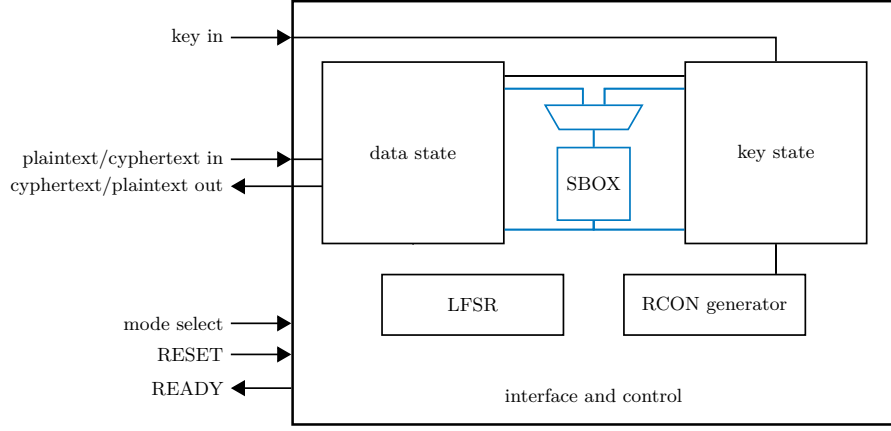 key in
plaintext/cyphertext in
cyphertext/plaintext out
data state
SBOX
key state
LFSR
RCON generator
mode select
RESET
READY
interface and control